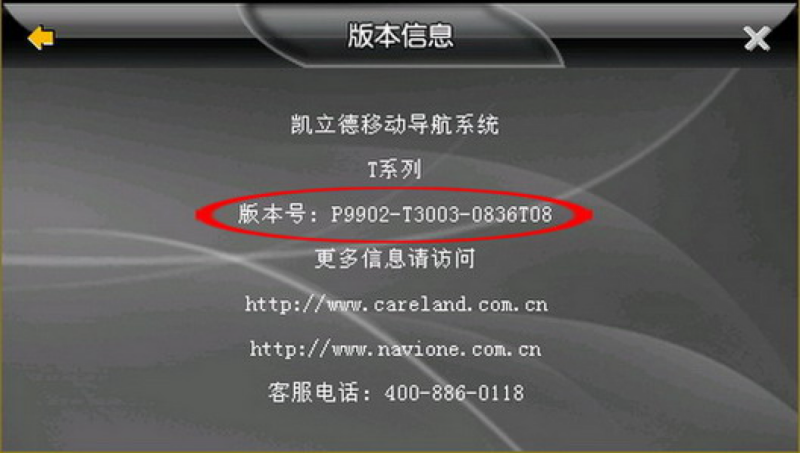 版本信息
凯立德移动导航系统
T系列
版本号：P9902-T3003-0836T08
更多信息请访问
http://www.careland.com.cn
http://www.navione.com.cn
客服电话：400-886-0118